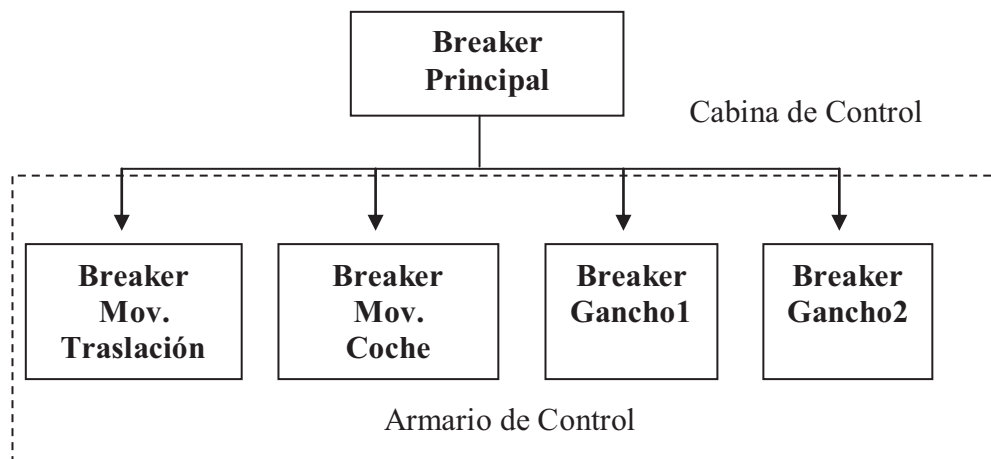 Breaker
Principal
Cabina de Control
Breaker
Mov.
Traslación
Breaker
Mov.
Coche
Breaker
Gancho1
Breaker
Gancho2
Armario de Control